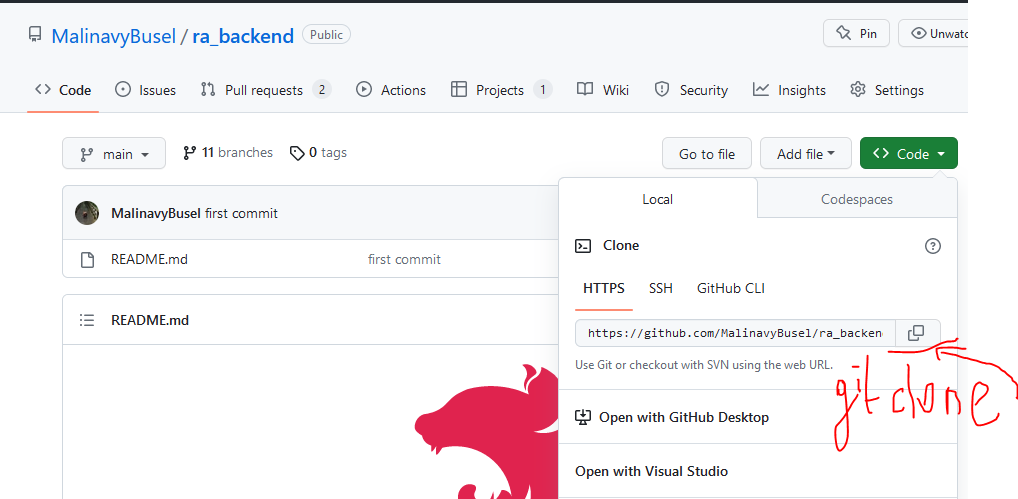 MalinavyBusel / ra_backend Public Pin Unwatc
Code Issues Pull requests 2 Actions Projects 1 Wiki Security Insights Settings
main 11 branches 0 tags Go to file Add file Code
Local Codespaces
MalinavyBusel first commit
Clone
README.md first commit
HTTPS SSH GitHub CLI
README.md
https://github.com/MalinavyBusel/ra_backen
Use Git or checkout with SVN using the web URL.
git clone
Open with GitHub Desktop
Open with Visual Studio